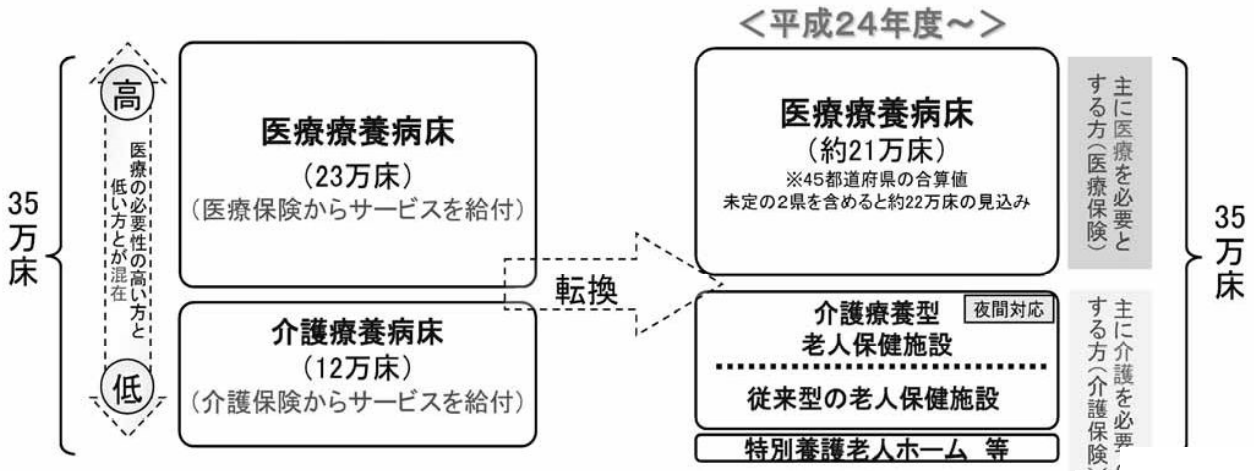 ＜平成24年度～＞
35
万
床
高
医療の必要性の高い方と
低い方とが混在
低
医療療養病床
(23万床)
(医療保険からサービスを給付)
介護療養病床
(12万床)
(介護保険からサービスを給付)
転換
医療療養病床
(約21万床)
※45都道府県の合算値
未定の2県を含めると約22万床の見込み
介護療養型
老人保健施設
夜間対応
従来型の老人保健施設
特別養護老人ホーム 等
主に医療を必要と
する方(医療保険)
主に介護を必要
する方(介護保険
35
万
床